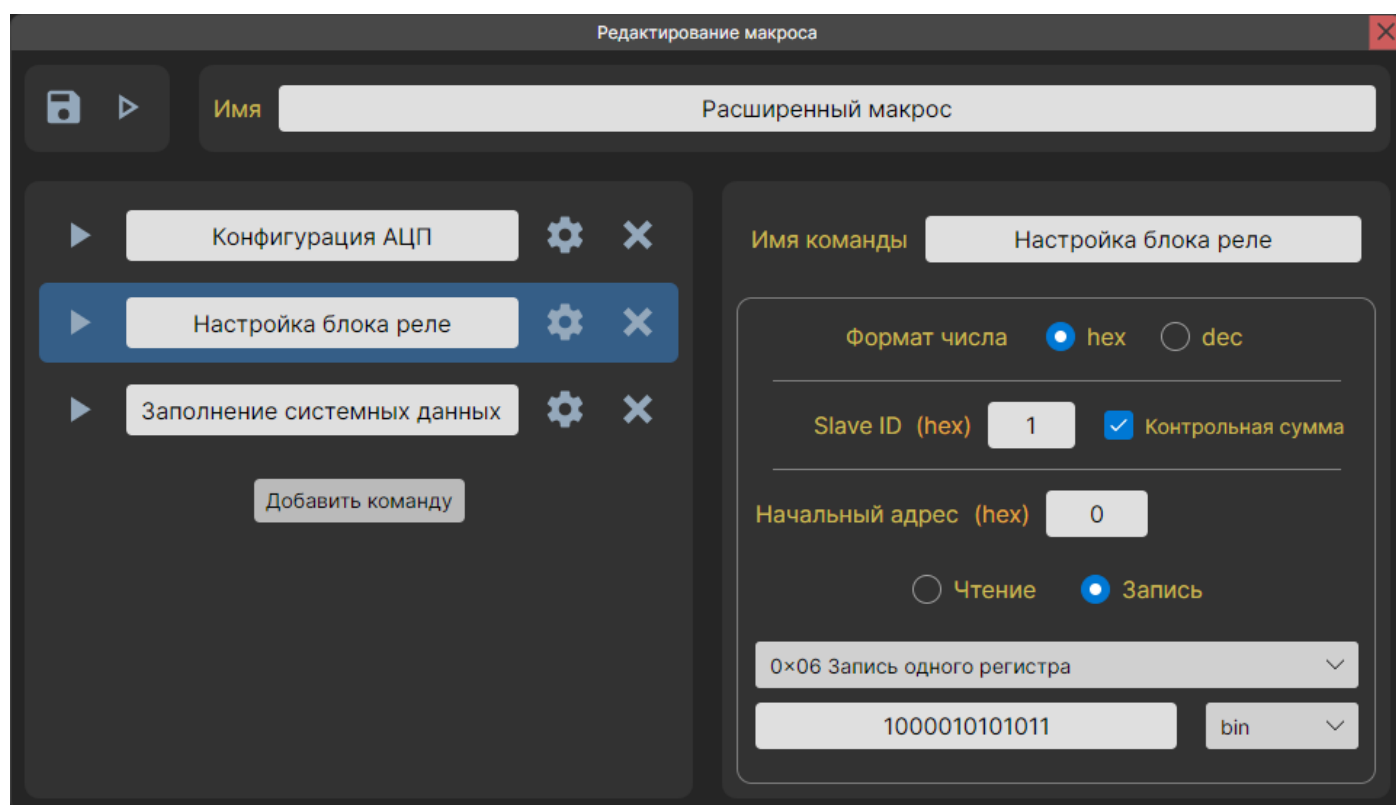 Редактирование макроса
Имя
Расширенный макрос
Конфигурация АЦП
Настройка блока реле
Заполнение системных данных
Добавить команду
Имя команды
Настройка блока реле
Формат числа hex dec
Slave ID (hex) 1 Контрольная сумма
Начальный адрес (hex) 0
Чтение Запись
0×06 Запись одного регистра
1000010101011 bin